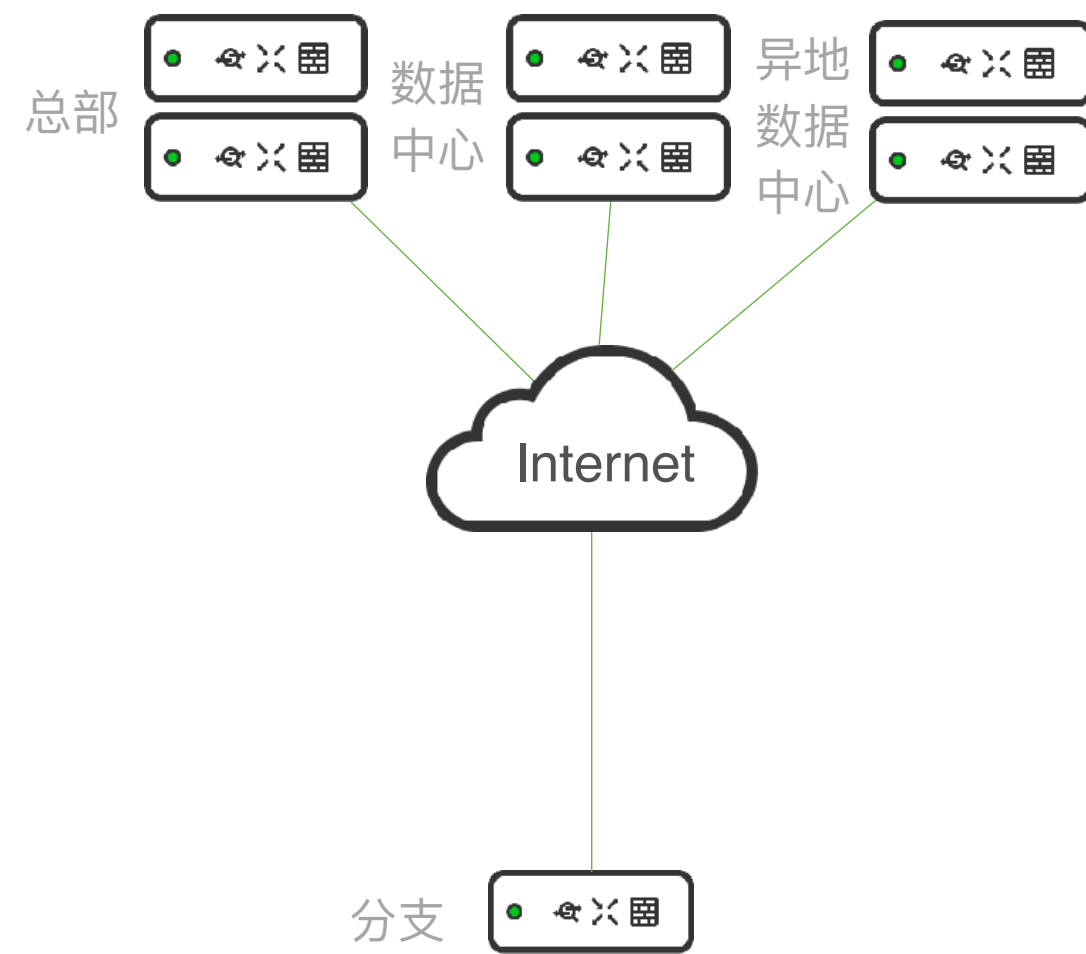 总部
数据
中心
异地
数据
中心
Internet
分支